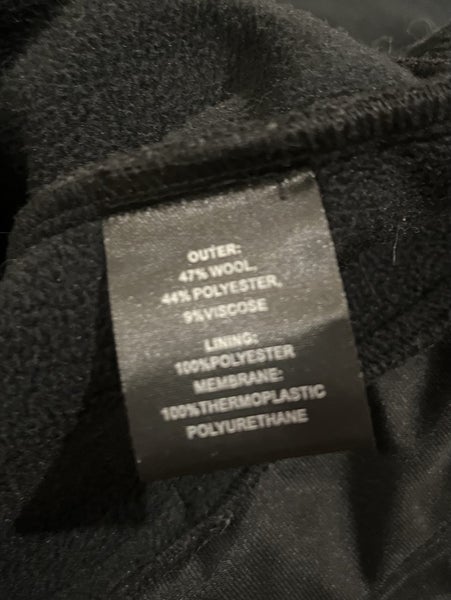 OUTER:
47% WOOL,
44% POLYESTER,
9%VISCOSE
LINING:
100%POLYESTER
MEMBRANE:
100%THERMOPLASTIC
POLYURETHANE